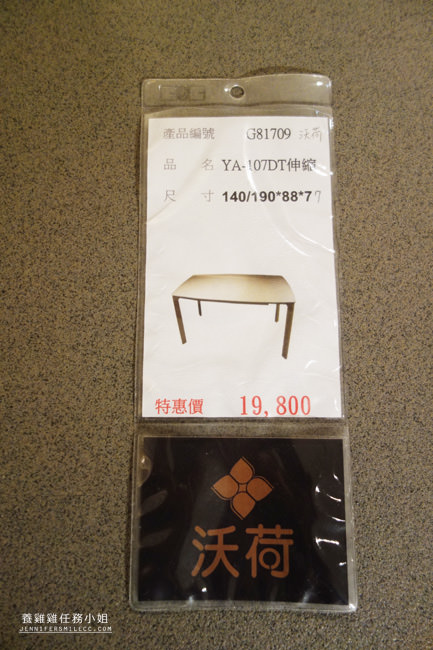 產品編號 G81709 沃荷
品 名 YA-107DT伸縮
尺 寸 140/190*88*77
特惠價 19,800
沃荷
養雞雞任務小姐
JENNIFERSMILECC.COM